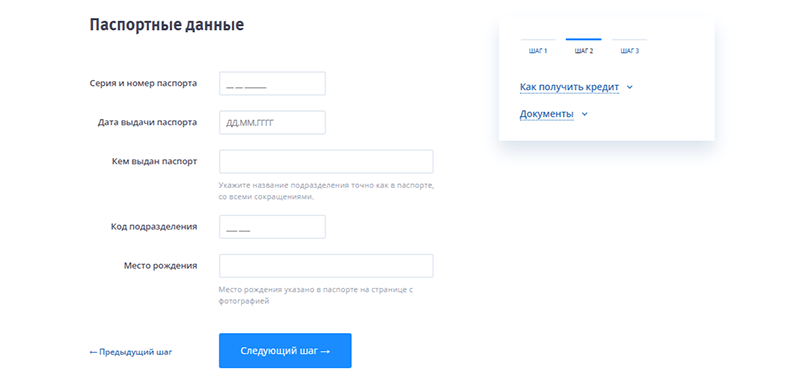 Паспортные данные
Серия и номер паспорта
__ __ ______
Дата выдачи паспорта
ДД.ММ.ГГГГ
Кем выдан паспорт
Укажите название подразделения точно как в паспорте,
со всеми сокращениями.
Код подразделения
___ ___
Место рождения
Место рождения указано в паспорте на странице с
фотографией
← Предыдущий шаг
Следующий шаг →
ШАГ 1
ШАГ 2
ШАГ 3
Как получить кредит
Документы